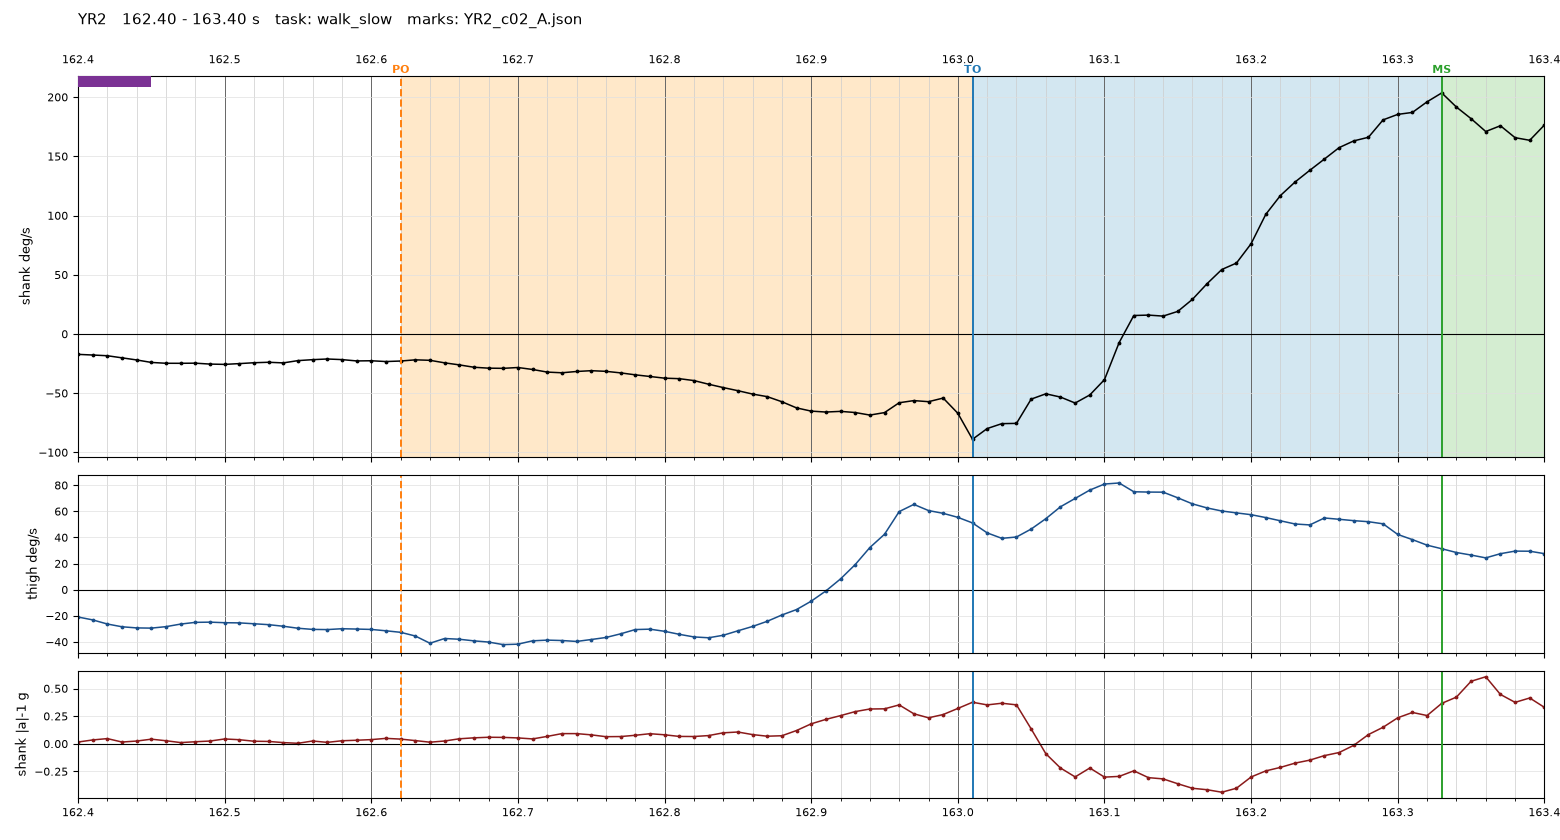 YR2   162.40 - 163.40 s   task: walk_slow   marks: YR2_c02_A.json
162.4 162.5 162.6 162.7 162.8 162.9 163.0 163.1 163.2 163.3 163.4
PO TO MS
200
150
100
50
0
−50
−100
shank deg/s
80
60
40
20
0
−20
−40
thigh deg/s
0.50
0.25
0.00
−0.25
shank |a|-1 g
162.4 162.5 162.6 162.7 162.8 162.9 163.0 163.1 163.2 163.3 163.4